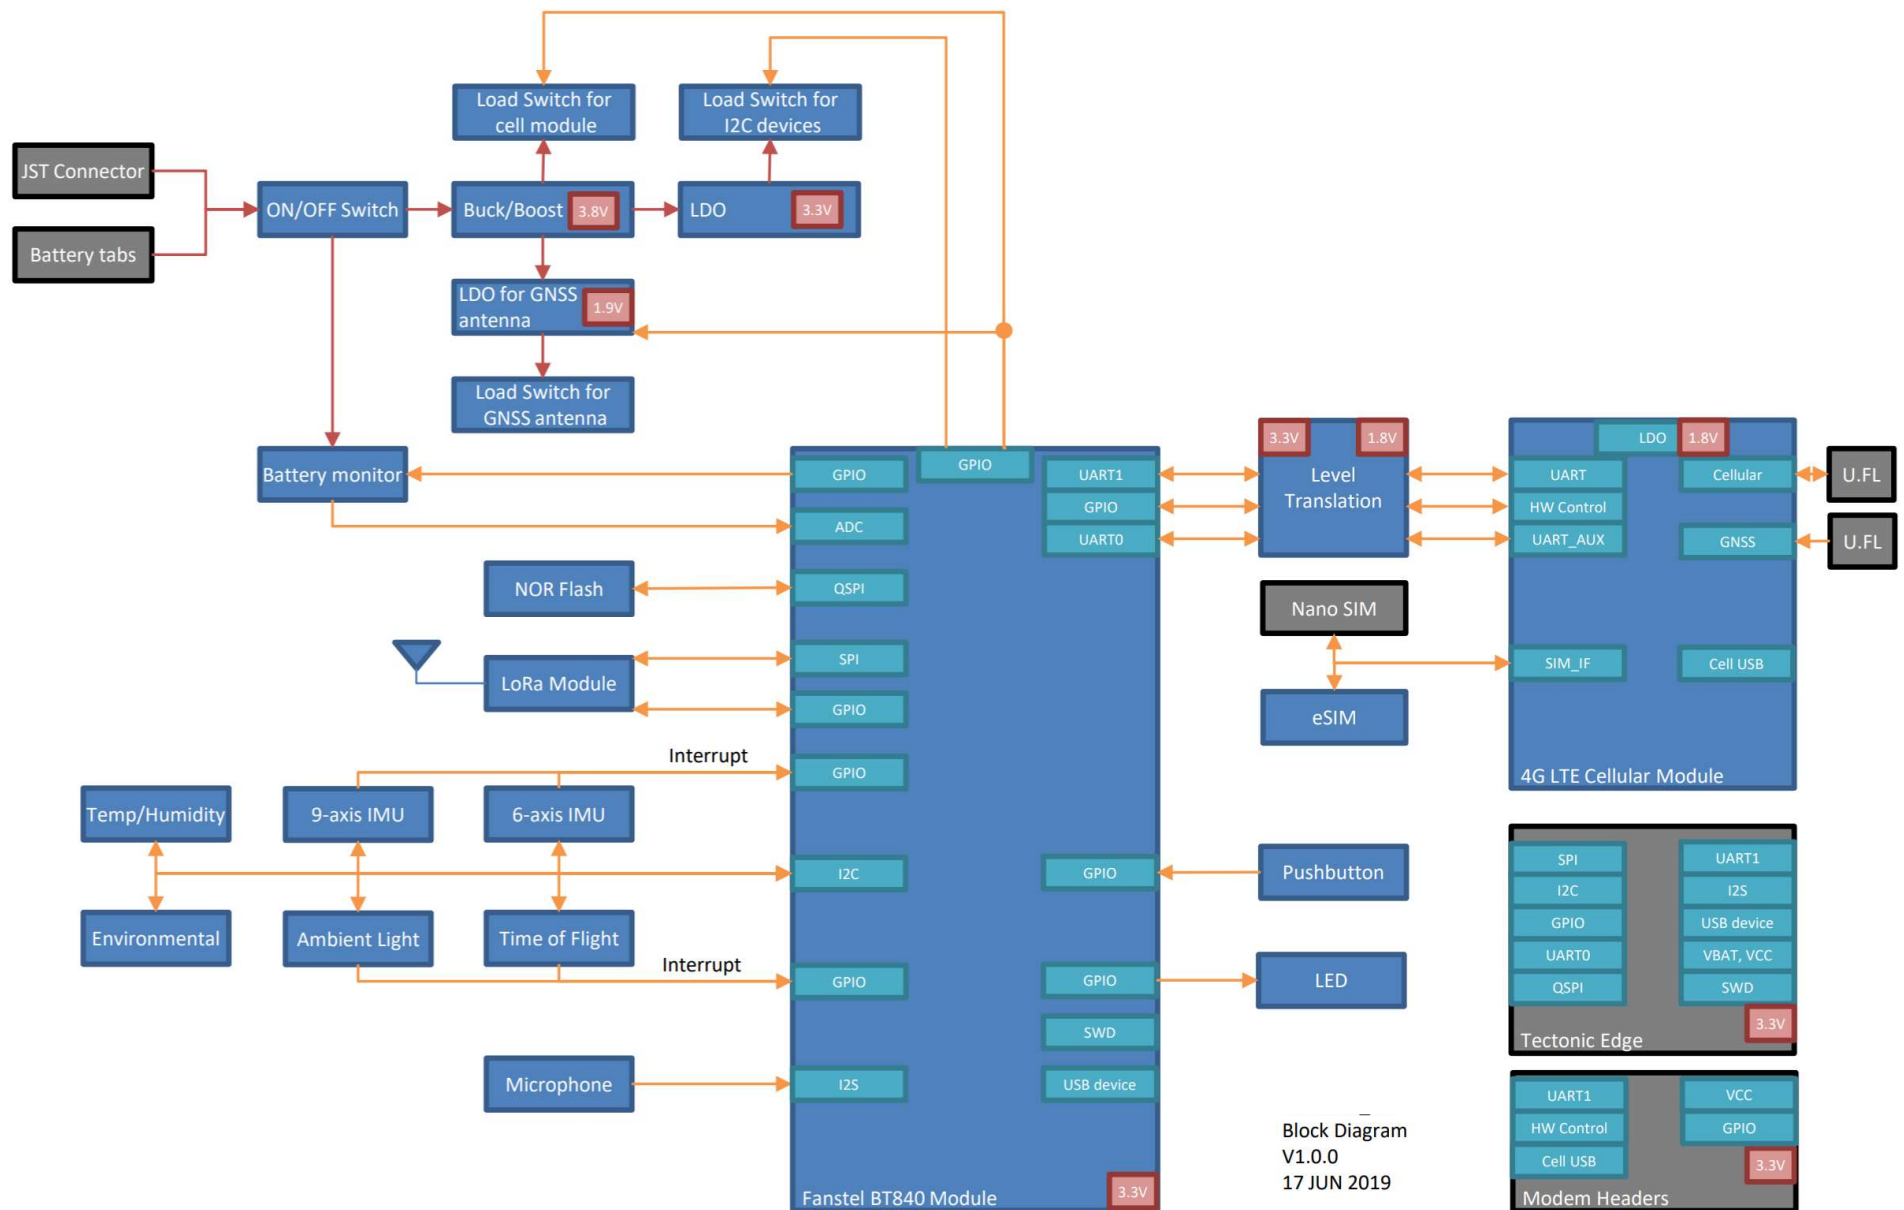 Load Switch for
cell module
Load Switch for
I2C devices
JST Connector
ON/OFF Switch
Buck/Boost
3.8V
LDO
3.3V
Battery tabs
LDO for GNSS
antenna
1.9V
Load Switch for
GNSS antenna
Battery monitor
GPIO
GPIO
UART1
GPIO
UART0
ADC
3.3V
1.8V
Level
Translation
LDO
1.8V
UART
Cellular
U.FL
HW Control
UART_AUX
GNSS
U.FL
NOR Flash
QSPI
Nano SIM
LoRa Module
SPI
GPIO
SIM_IF
Cell USB
eSIM
Interrupt
GPIO
4G LTE Cellular Module
Temp/Humidity
9-axis IMU
6-axis IMU
I2C
GPIO
Pushbutton
Environmental
Ambient Light
Time of Flight
Interrupt
GPIO
GPIO
LED
SWD
Microphone
I2S
USB device
Fanstel BT840 Module
3.3V
SPI
UART1
I2C
I2S
GPIO
USB device
UART0
VBAT, VCC
QSPI
SWD
3.3V
Tectonic Edge
UART1
VCC
HW Control
GPIO
Cell USB
3.3V
Modem Headers
Block Diagram
V1.0.0
17 JUN 2019